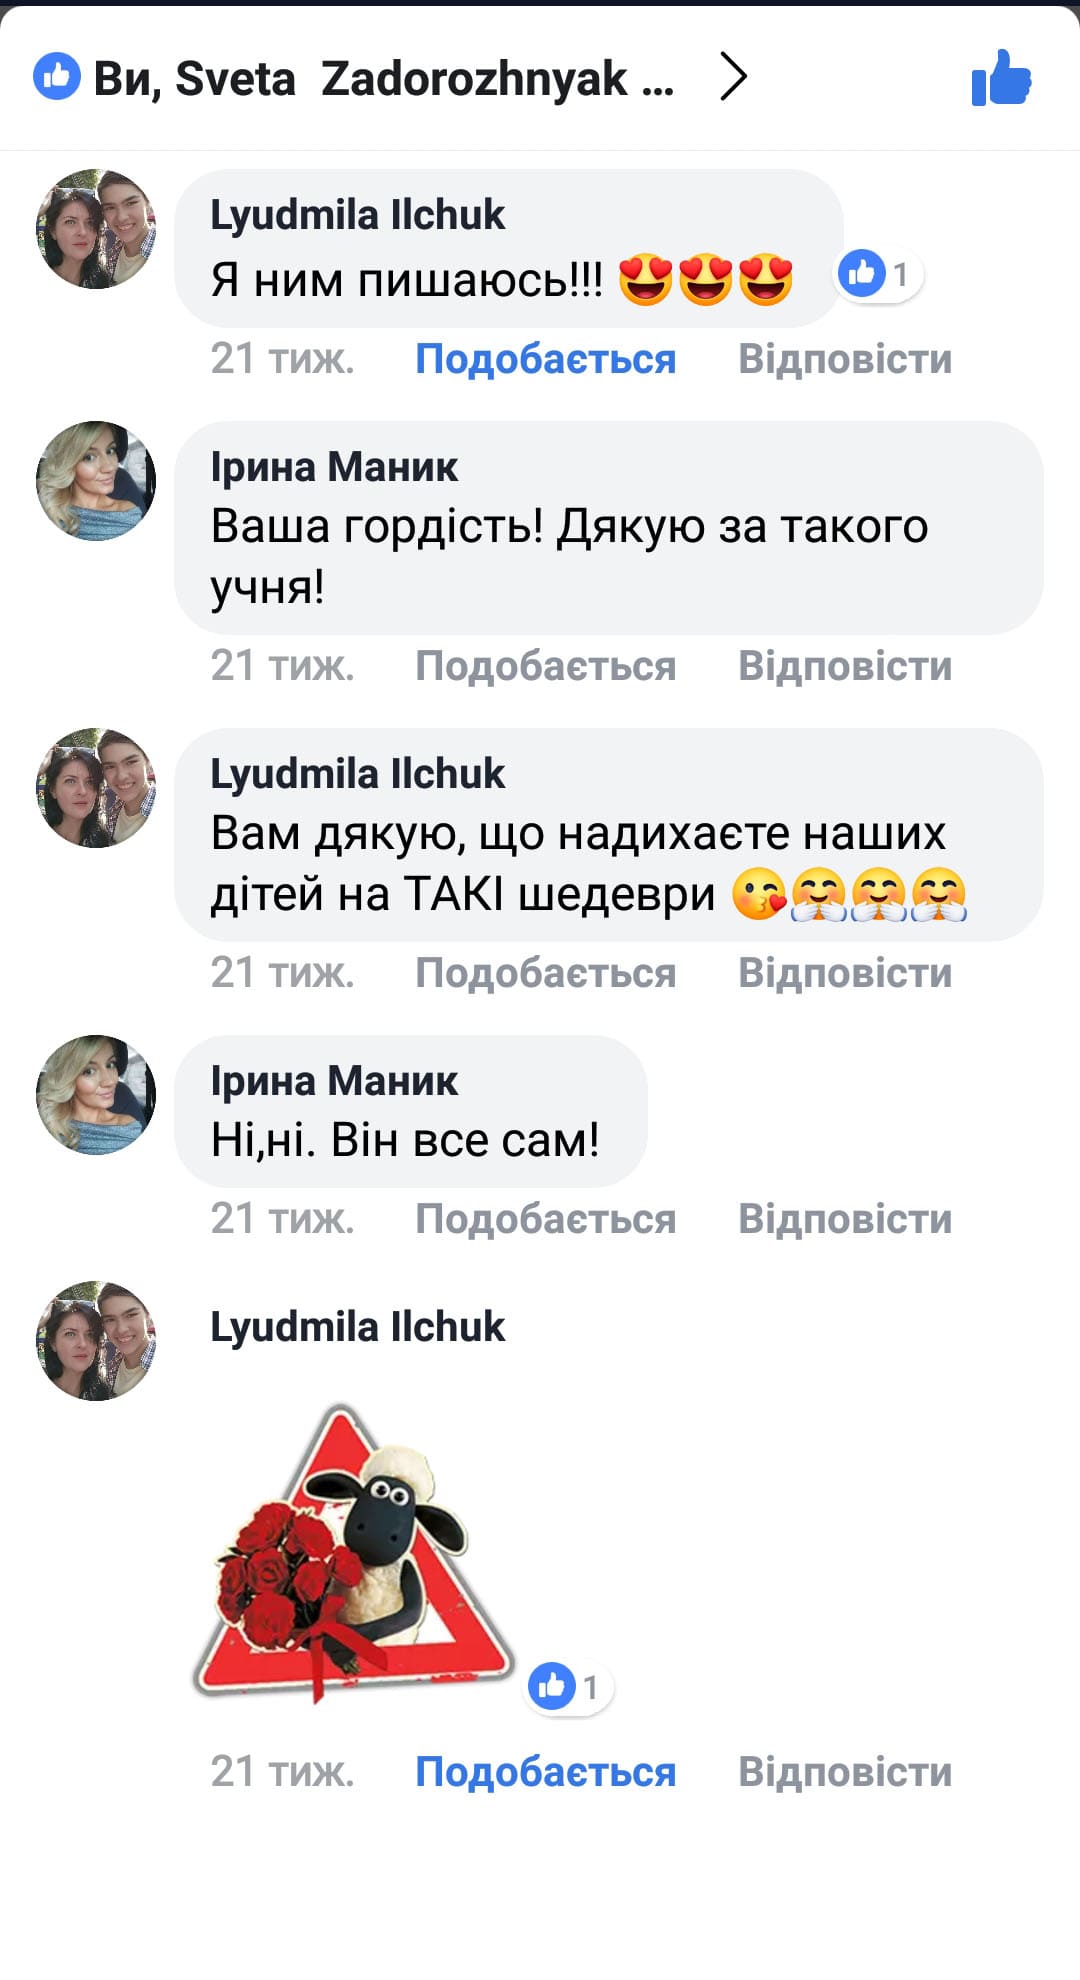 Ви, Sveta Zadorozhnyak ...
Lyudmila Ilchuk
Я ним пишаюсь!!! 😍😍😍
1
21 тиж. Подобається Відповісти
Ірина Маник
Ваша гордість! Дякую за такого
учня!
21 тиж. Подобається Відповісти
Lyudmila Ilchuk
Вам дякую, що надихаєте наших
дітей на ТАКІ шедеври 😘🤗🤗🤗
21 тиж. Подобається Відповісти
Ірина Маник
Ні,ні. Він все сам!
21 тиж. Подобається Відповісти
Lyudmila Ilchuk
1
21 тиж. Подобається Відповісти